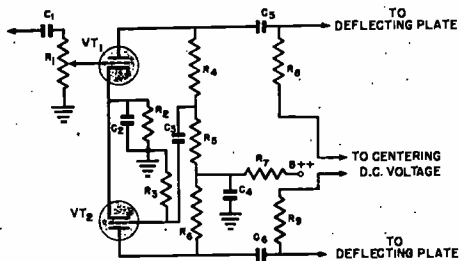 C1
R1
VT1
C2
R2
C3
R3
VT2
R4
R5
R6
C5
R8
R7
B++
C4
R9
C6
TO
DEFLECTING PLATE
TO CENTERING
D.C. VOLTAGE
TO
DEFLECTING PLATE